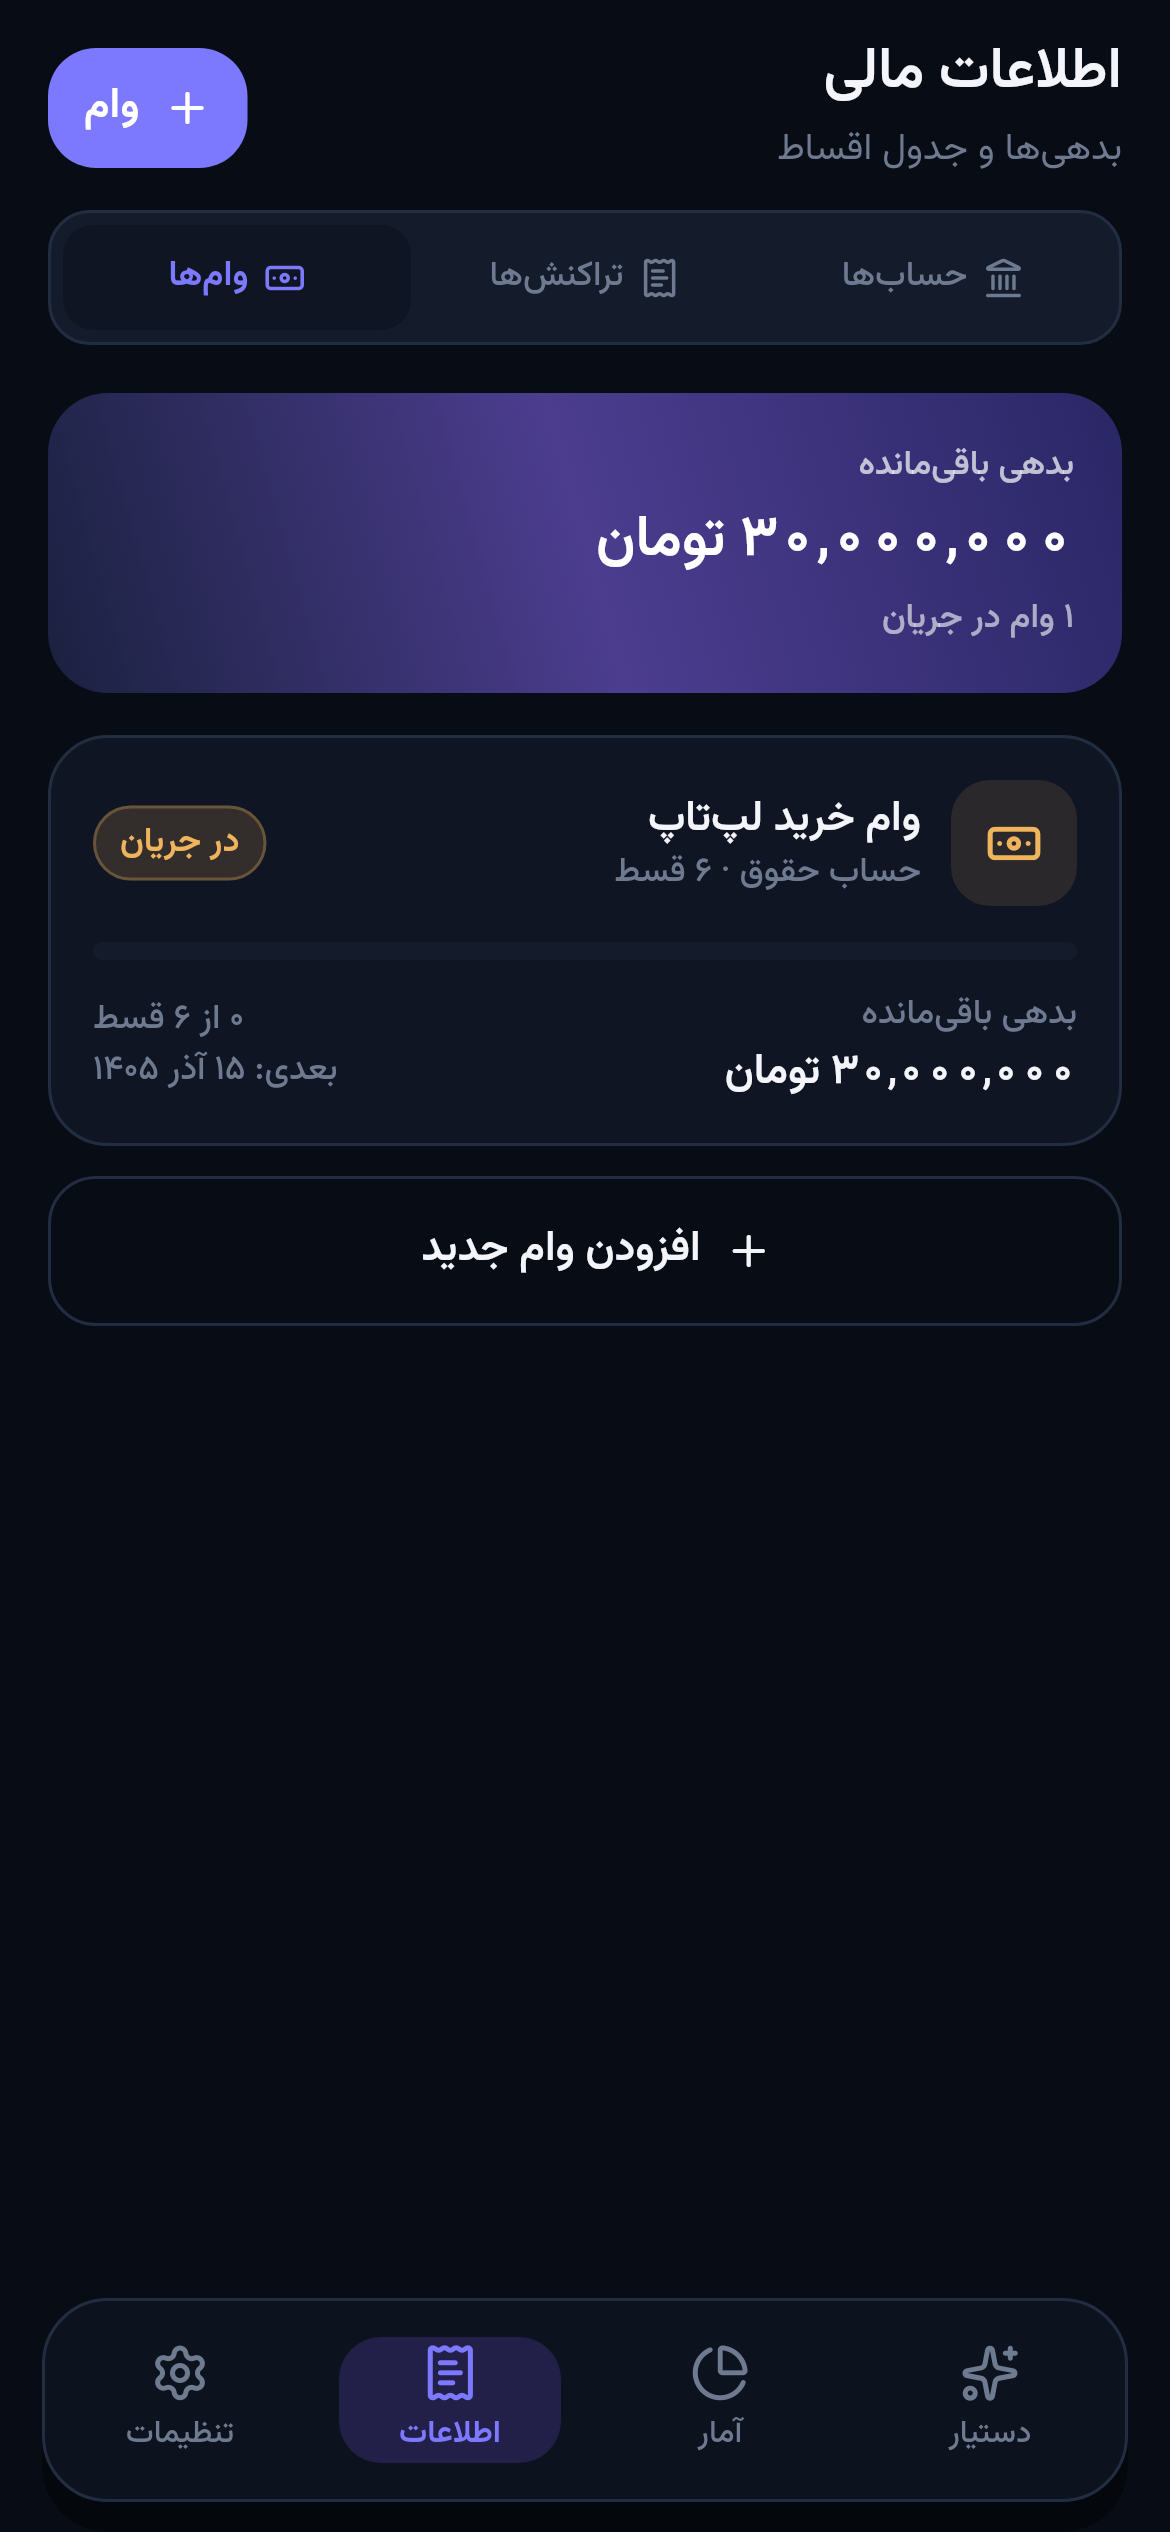 اطلاعات مالی
وام
بدهی‌ها و جدول اقساط
حساب‌ها
تراکنش‌ها
وام‌ها
بدهی باقی‌مانده
۳۰,۰۰۰,۰۰۰ تومان
۱ وام در جریان
وام خرید لپ‌تاپ
حساب حقوق · ۶ قسط
در جریان
بدهی باقی‌مانده
۳۰,۰۰۰,۰۰۰ تومان
۰ از ۶ قسط
بعدی: ۱۵ آذر ۱۴۰۵
افزودن وام جدید
دستیار
آمار
اطلاعات
تنظیمات